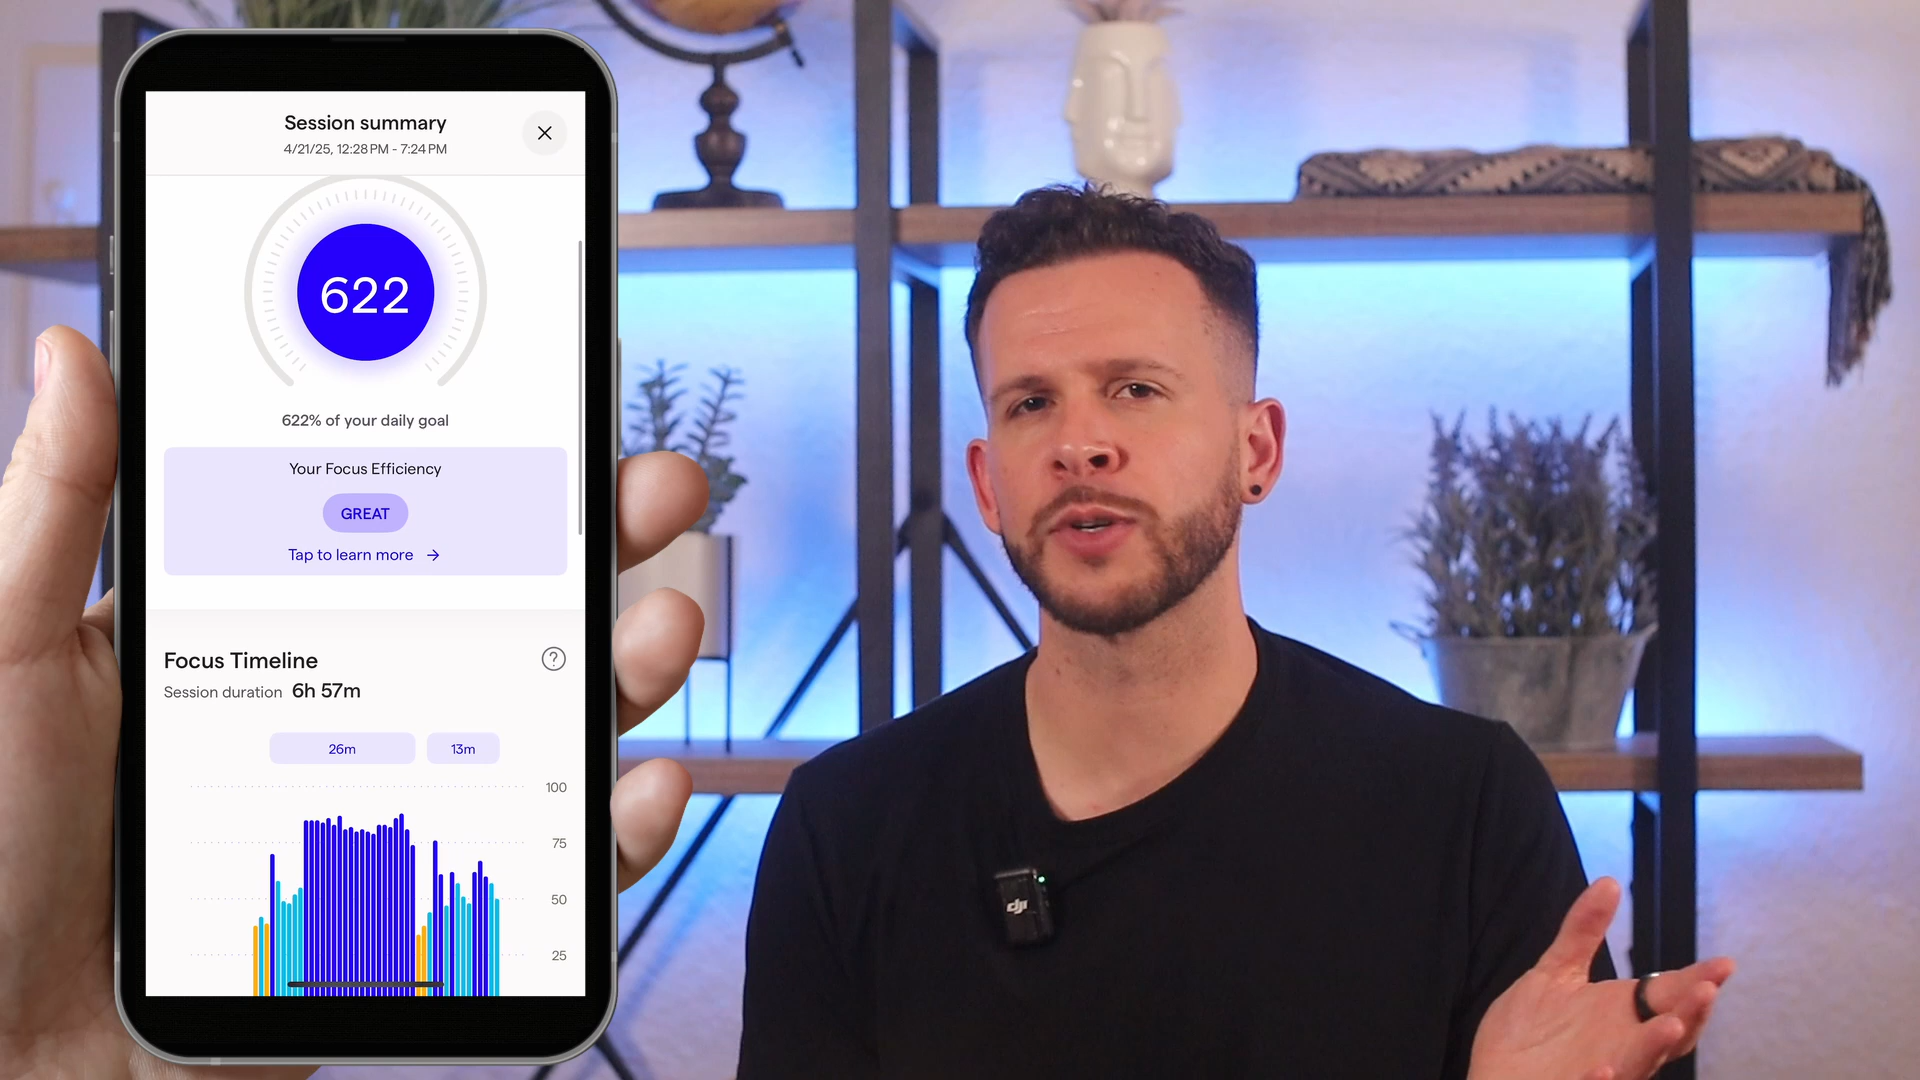 Session summary
4/21/25, 12:28 PM - 7:24 PM
622
622% of your daily goal
Your Focus Efficiency
GREAT
Tap to learn more →
Focus Timeline
?
Session duration 6h 57m
26m 13m
100
75
50
25
dji